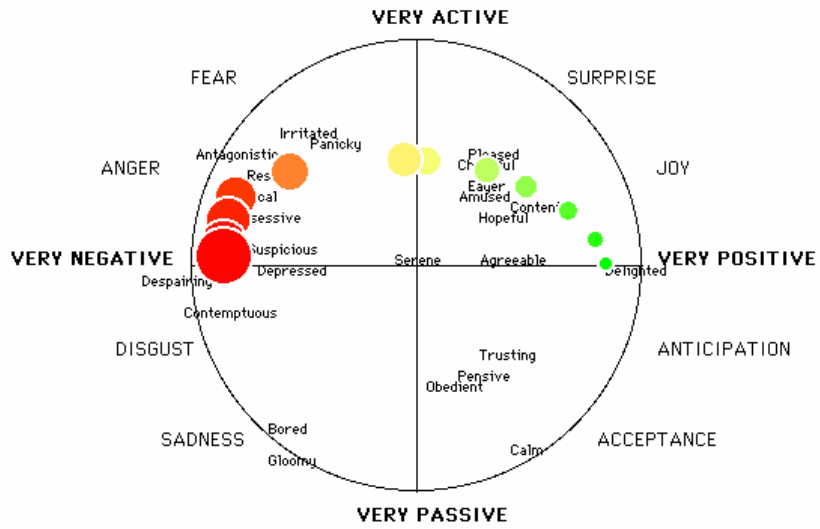 VERY ACTIVE
FEAR
SURPRISE
Irritated
Panicky
Antagonistic
Pleased
ANGER
JOY
Eager
Amused
Hopeful
Suspicious
VERY NEGATIVE
Serene
Agreeable
VERY POSITIVE
Depressed
Delighted
Despairing
Contemptuous
DISGUST
ANTICIPATION
Trusting
Pensive
Obedient
Bored
SADNESS
ACCEPTANCE
Calm
Gloomy
VERY PASSIVE